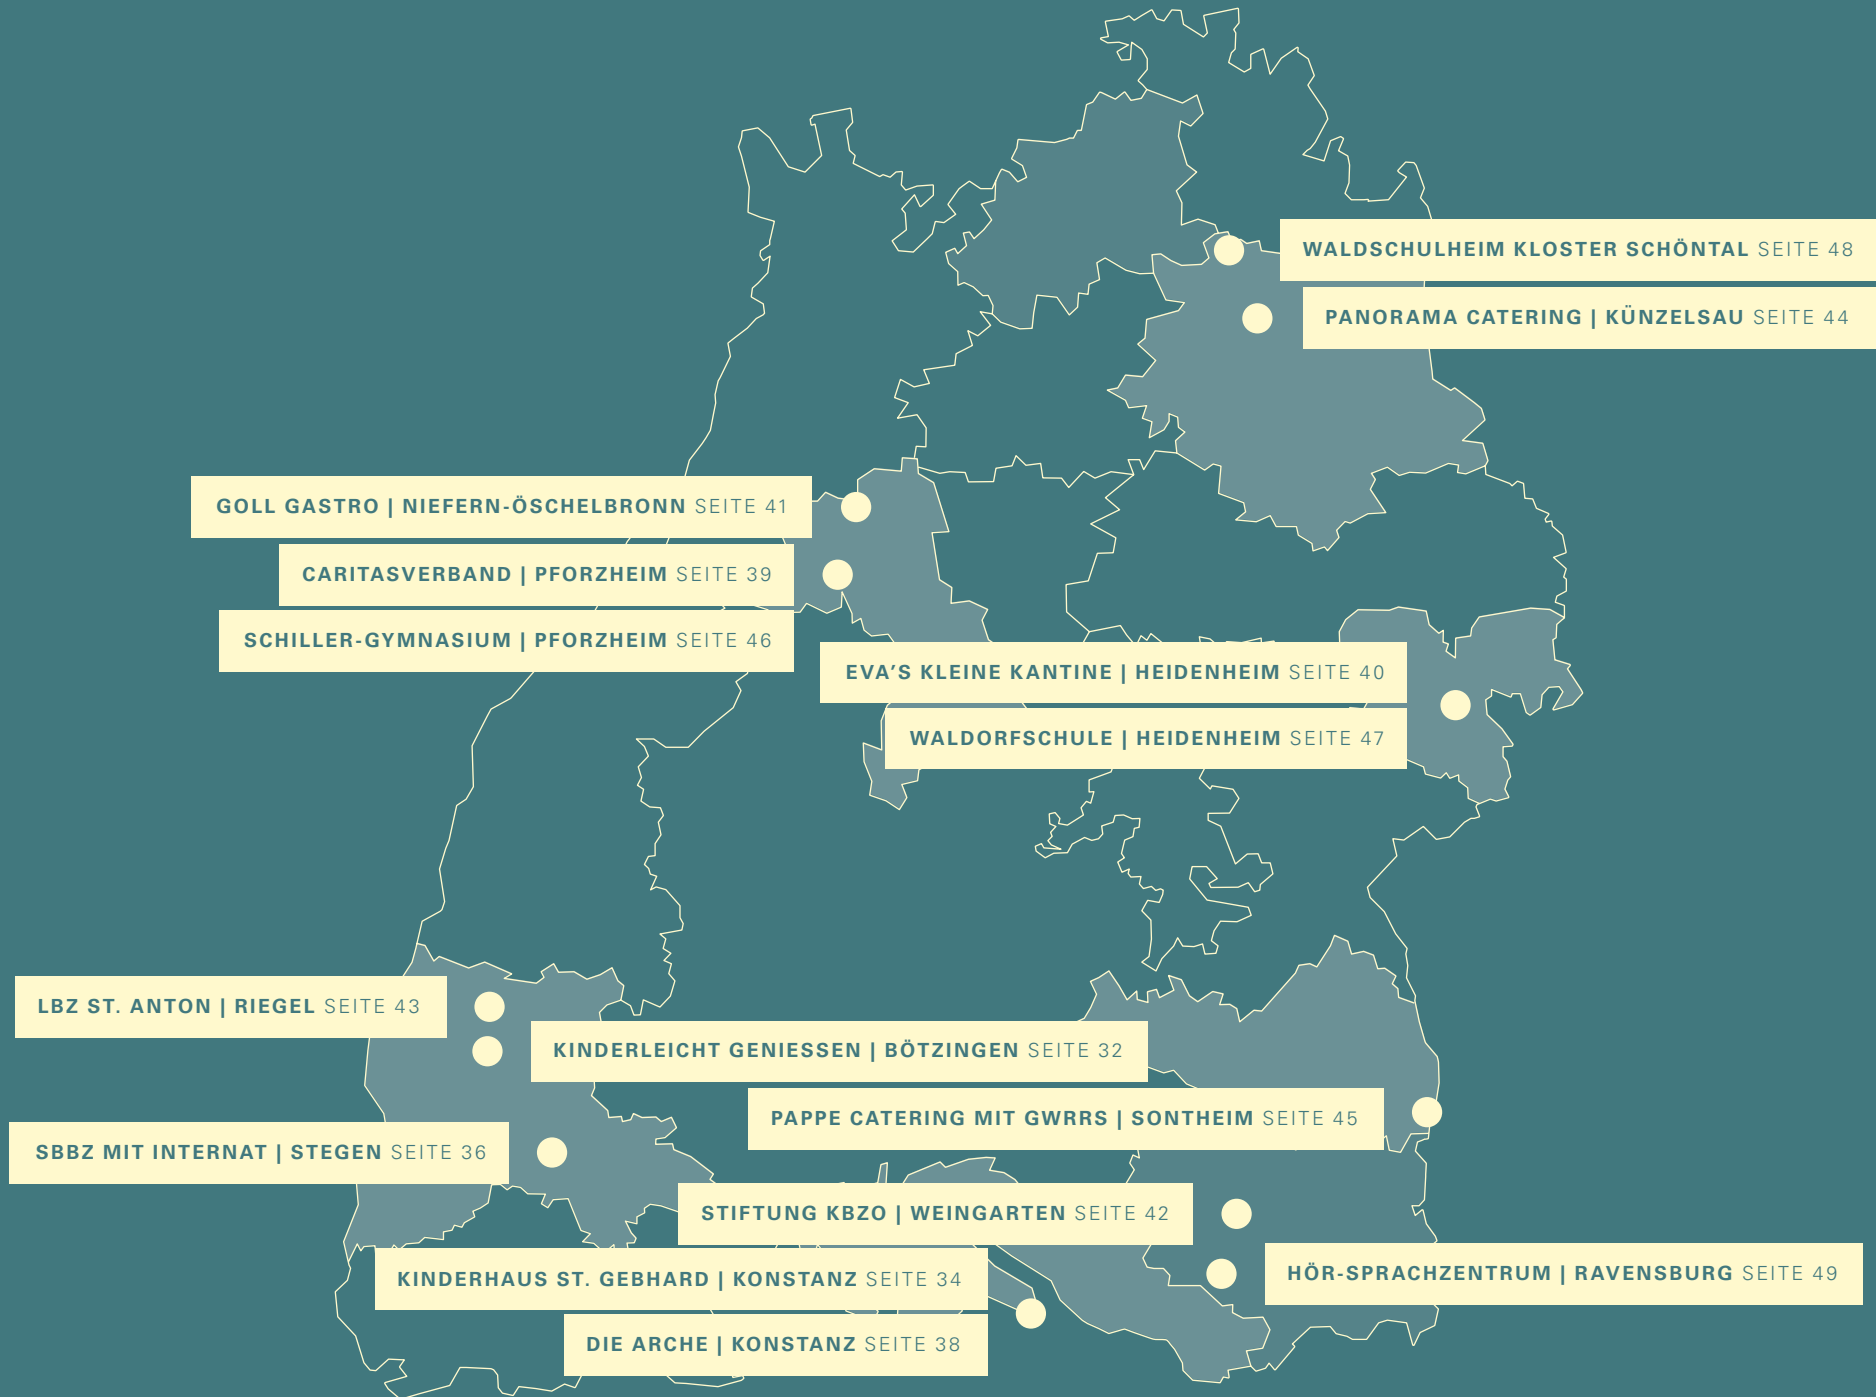 WALDSCHULHEIM KLOSTER SCHÖNTAL SEITE 48
PANORAMA CATERING | KÜNZELSAU SEITE 44
GOLL GASTRO | NIEFERN-ÖSCHELBRONN SEITE 41
CARITASVERBAND | PFORZHEIM SEITE 39
SCHILLER-GYMNASIUM | PFORZHEIM SEITE 46
EVA’S KLEINE KANTINE | HEIDENHEIM SEITE 40
WALDORFSCHULE | HEIDENHEIM SEITE 47
LBZ ST. ANTON | RIEGEL SEITE 43
KINDERLEICHT GENIESSEN | BÖTZINGEN SEITE 32
PAPPE CATERING MIT GWRRS | SONTHEIM SEITE 45
SBBZ MIT INTERNAT | STEGEN SEITE 36
STIFTUNG KBZO | WEINGARTEN SEITE 42
HÖR-SPRACHZENTRUM | RAVENSBURG SEITE 49
KINDERHAUS ST. GEBHARD | KONSTANZ SEITE 34
DIE ARCHE | KONSTANZ SEITE 38